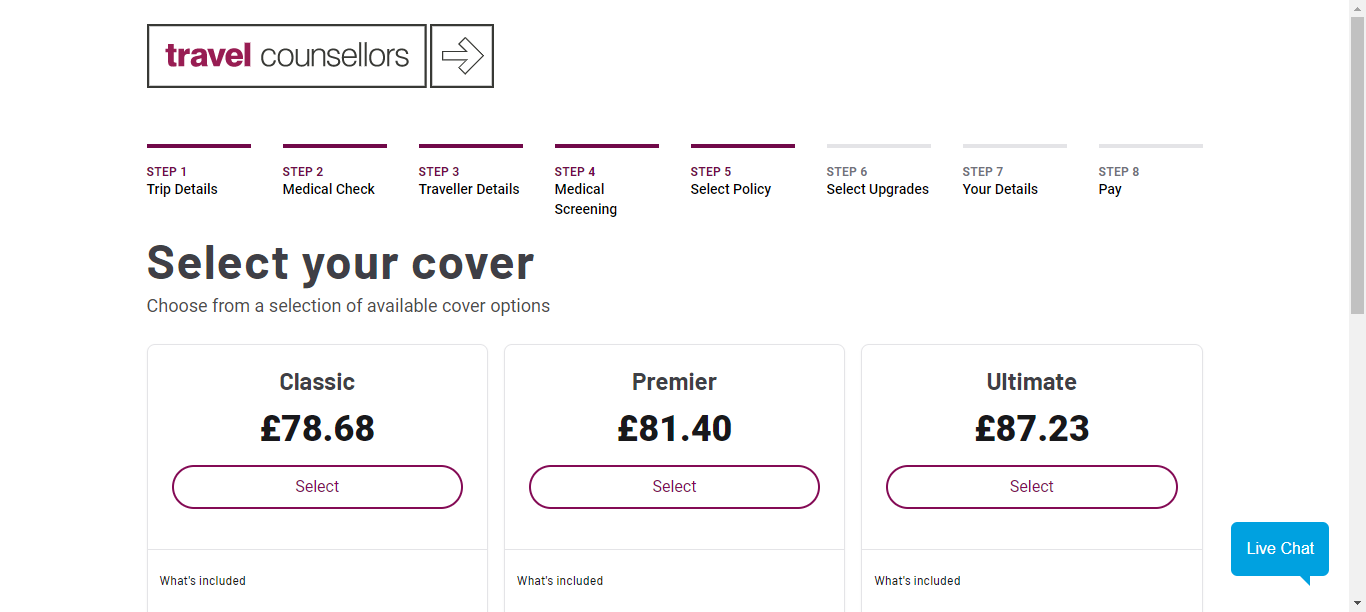 travel counsellors
STEP 1
Trip Details
STEP 2
Medical Check
STEP 3
Traveller Details
STEP 4
Medical
Screening
STEP 5
Select Policy
STEP 6
Select Upgrades
STEP 7
Your Details
STEP 8
Pay
Select your cover
Choose from a selection of available cover options
Classic
£78.68
Select
What's included
Premier
£81.40
Select
What's included
Ultimate
£87.23
Select
What's included
Live Chat